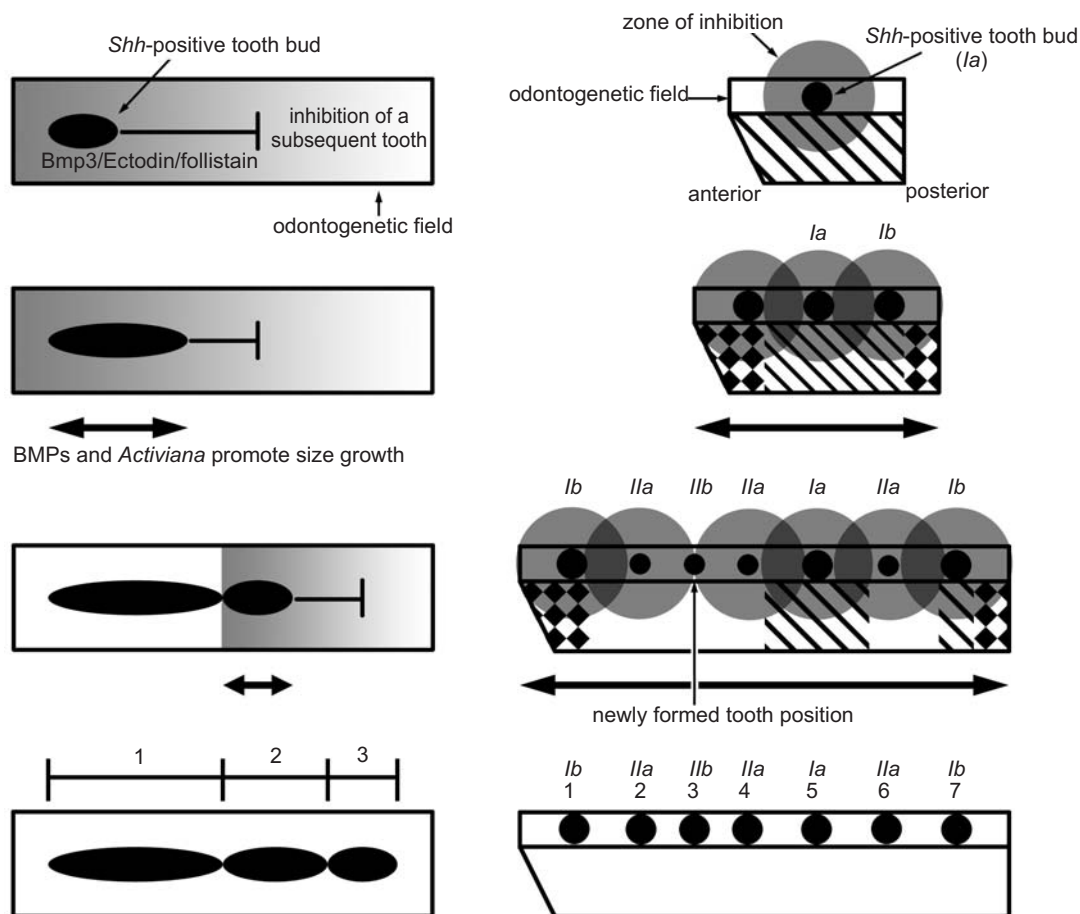 Shh-positive tooth bud
inhibition of a
subsequent tooth
Bmp3/Ectodin/follistain
odontogenetic field
BMPs and Activiana promote size growth
1 2 3
zone of inhibition
Shh-positive tooth bud
(Ia)
odontogenetic field
anterior posterior
Ia Ib
Ib IIa IIb IIa Ia IIa Ib
newly formed tooth position
Ib IIa IIb IIa Ia IIa Ib
1 2 3 4 5 6 7